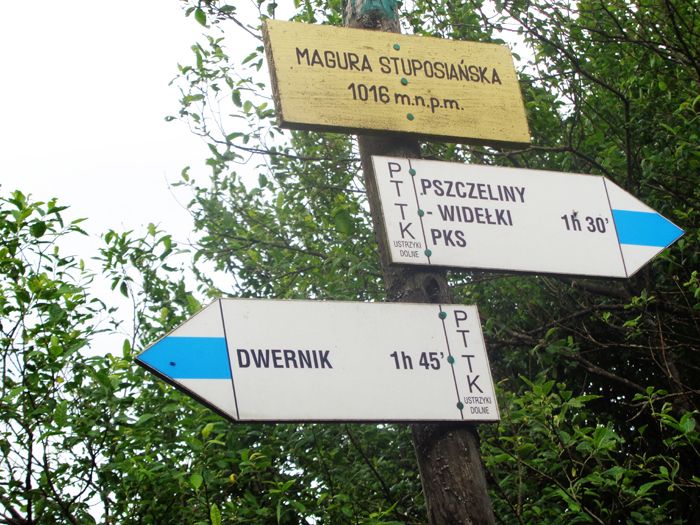 MAGURA STUPOSIAŃSKA
1016 m.n.p.m.
PTTK
USTRZYKI
DOLNE
PSZCZELINY
- WIDEŁKI
PKS
1h 30'
DWERNIK
1h 45'
PTTK
USTRZYKI
DOLNE